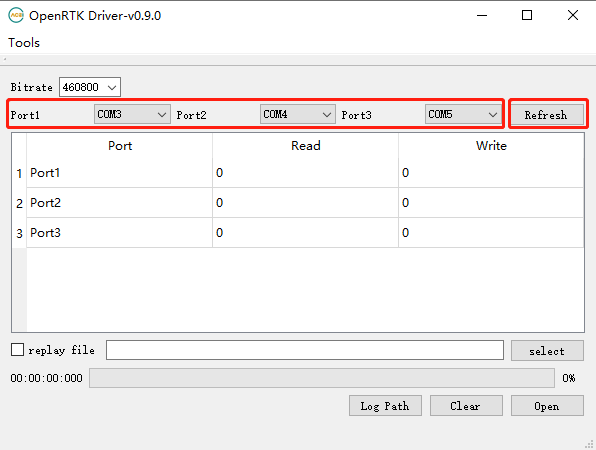 OpenRTK Driver-v0.9.0
Tools
Bitrate 460800
Port1 COM3 Port2 COM4 Port3 COM5 Refresh
Port Read Write
1 Port1 0 0
2 Port2 0 0
3 Port3 0 0
replay file select
00:00:00:000 0%
Log Path Clear Open